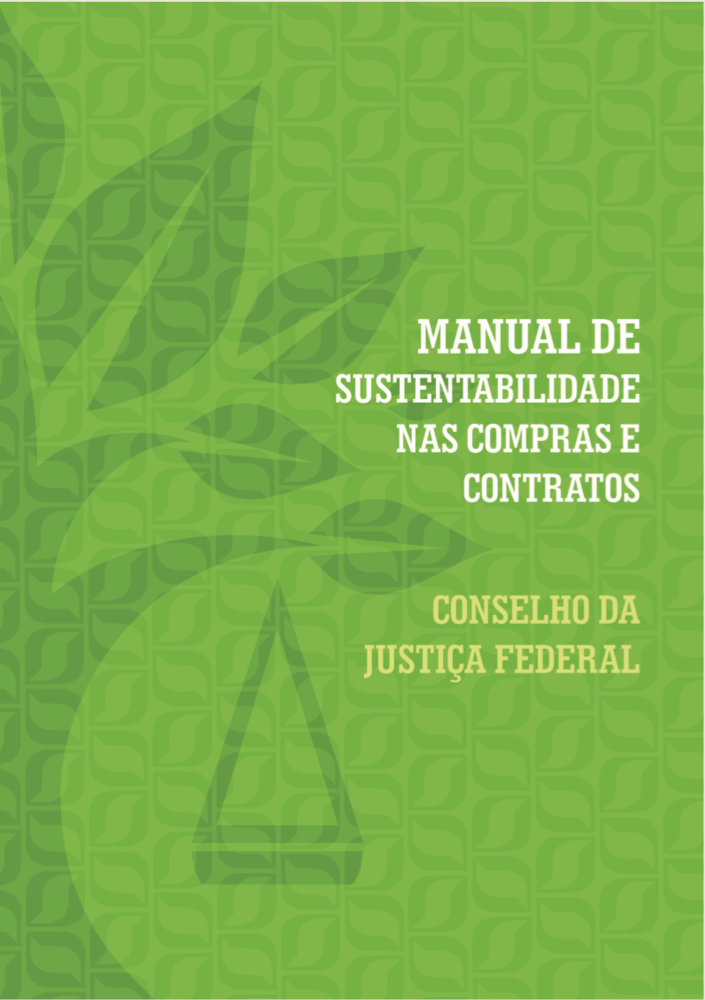 MANUAL DE
SUSTENTABILIDADE
NAS COMPRAS E
CONTRATOS
CONSELHO DA
JUSTIÇA FEDERAL